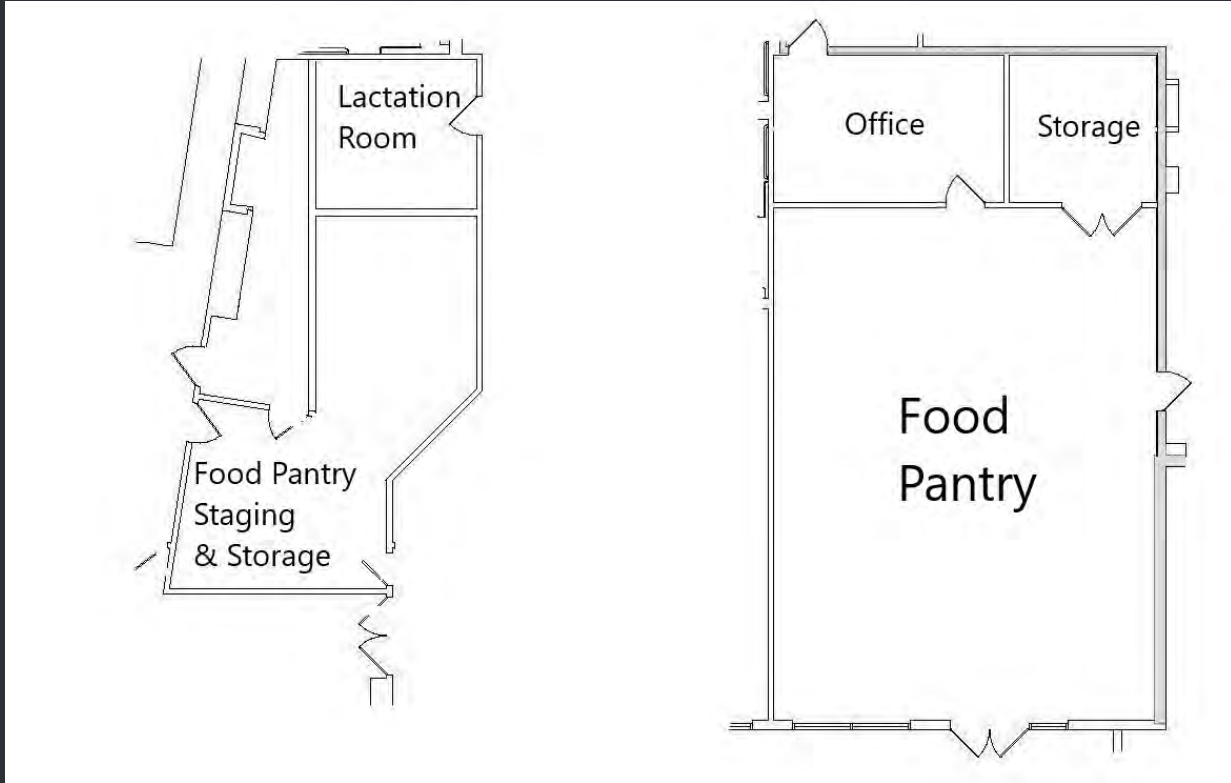 Lactation
Room
Food Pantry
Staging
& Storage
Office
Storage
Food
Pantry